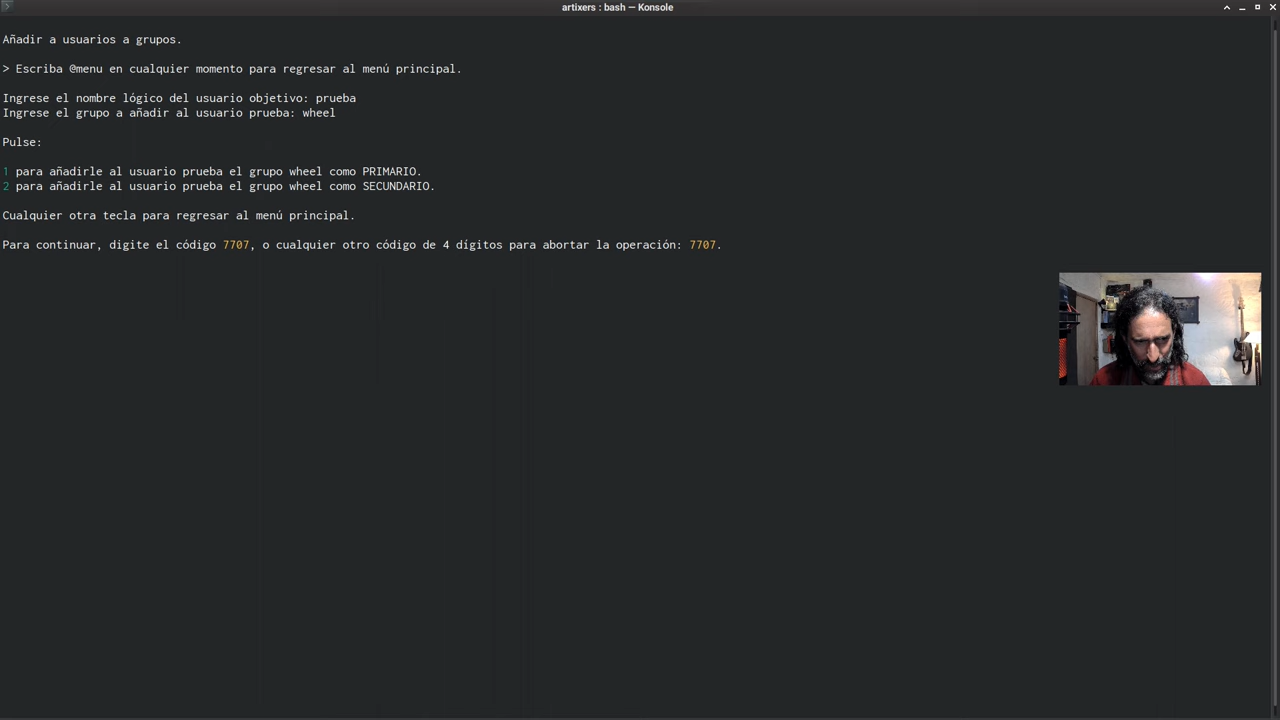 artixers : bash — Konsole
Añadir a usuarios a grupos.
> Escriba @menu en cualquier momento para regresar al menú principal.
Ingrese el nombre lógico del usuario objetivo: prueba
Ingrese el grupo a añadir al usuario prueba: wheel
Pulse:
1 para añadirle al usuario prueba el grupo wheel como PRIMARIO.
2 para añadirle al usuario prueba el grupo wheel como SECUNDARIO.
Cualquier otra tecla para regresar al menú principal.
Para continuar, digite el código 7707, o cualquier otro código de 4 dígitos para abortar la operación: 7707.